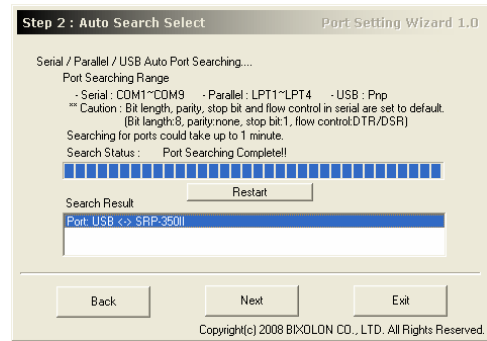 Step 2 : Auto Search Select Port Setting Wizard 1.0
Serial / Parallel / USB Auto Port Searching....
Port Searching Range
- Serial : COM1~COM9 - Parallel : LPT1~LPT4 - USB : Pnp
** Caution : Bit length, parity, stop bit and flow control in serial are set to default.
(Bit length:8, parity:none, stop bit:1, flow control:DTR/DSR)
Searching for ports could take up to 1 minute.
Search Status : Port Searching Complete!!
Restart
Search Result
Port: USB <-> SRP-350II
Back Next Exit
Copyright(c) 2008 BIXOLON CO., LTD. All Rights Reserved.